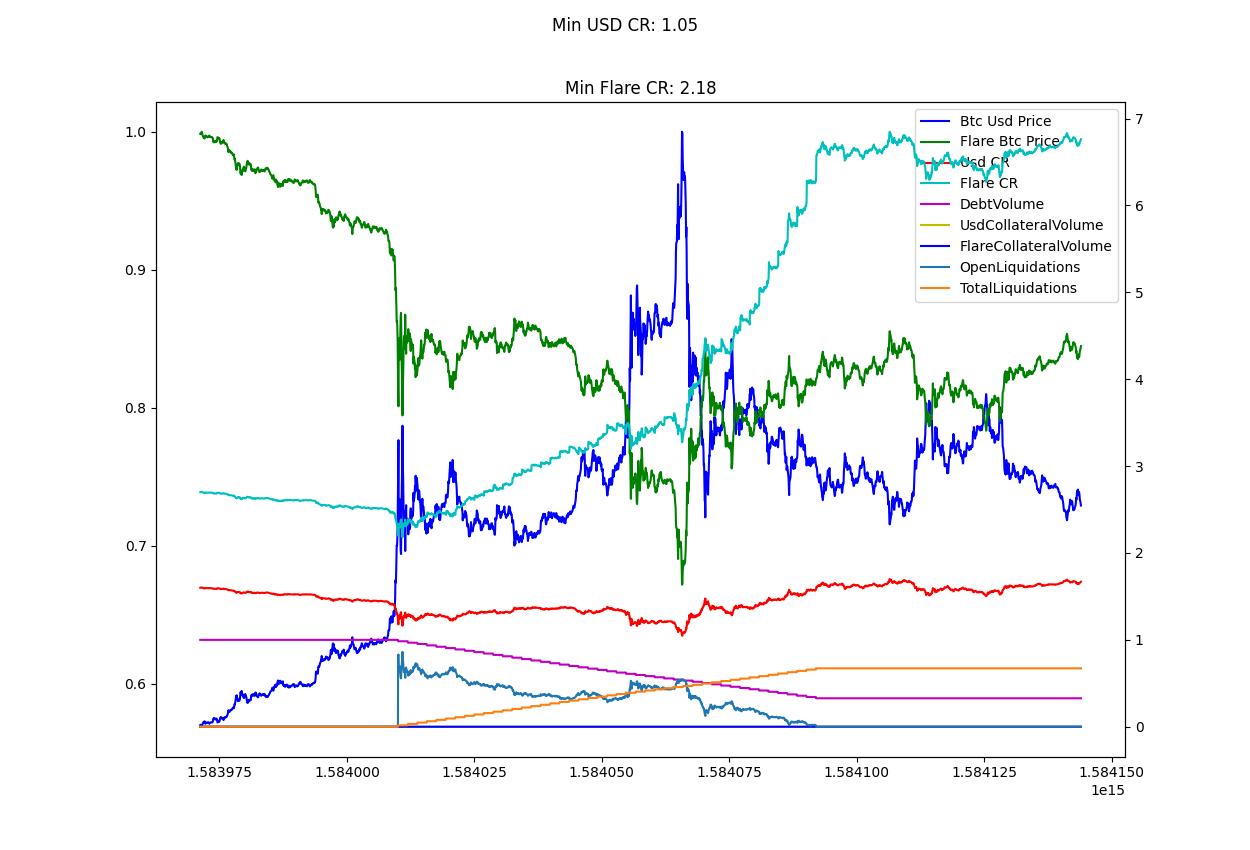 Min USD CR: 1.05
Min Flare CR: 2.18
Btc Usd Price
Flare Btc Price
Usd CR
Flare CR
DebtVolume
UsdCollateralVolume
FlareCollateralVolume
OpenLiquidations
TotalLiquidations
1.0
0.9
0.8
0.7
0.6
7
6
5
4
3
2
1
0
1.583975
1.584000
1.584025
1.584050
1.584075
1.584100
1.584125
1.584150
1e15